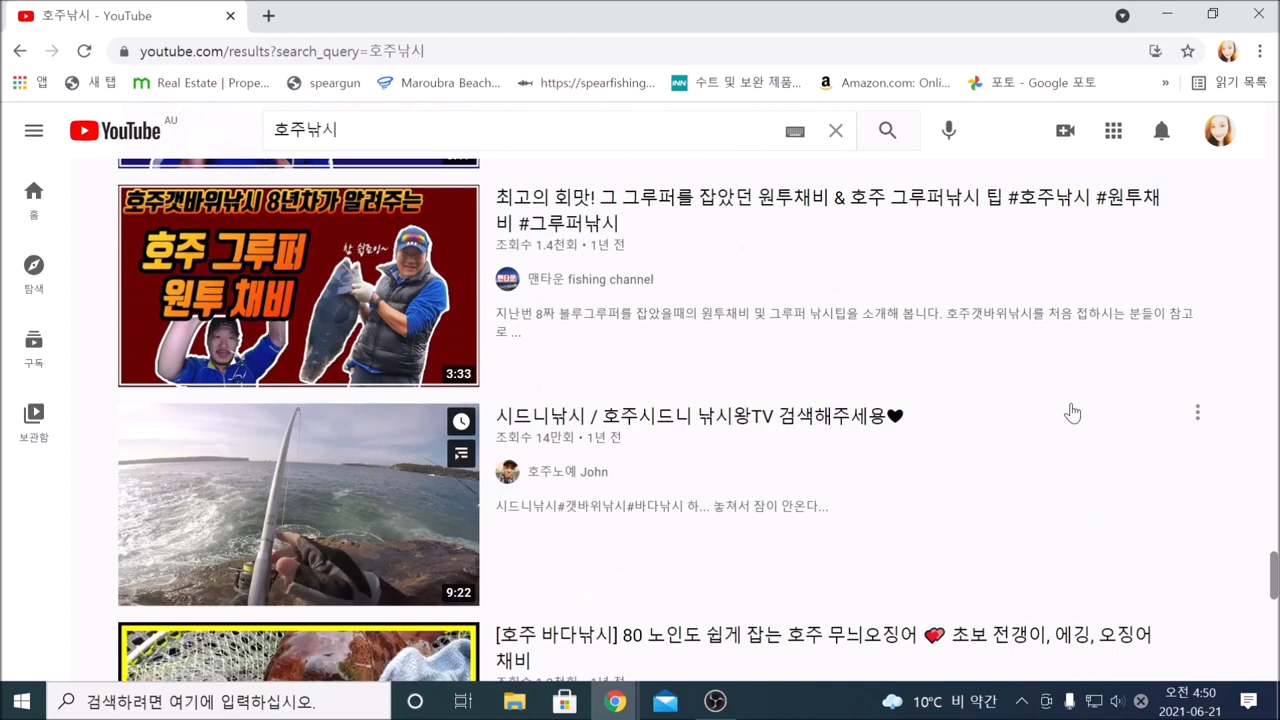 호주낚시 - YouTube
youtube.com/results?search_query=호주낚시
앱 새 탭 Real Estate | Prope... speargun Maroubra Beach... https://spearfishing... INN 수트 및 보완 제품... Amazon.com: Onli... 포토 - Google 포토 » 읽기 목록
YouTube AU 호주낚시
홈
탐색
구독
보관함
호주갯바위낚시 8년차가 알려주는
참 쉽죠잉~
호주 그루퍼
원투 채비
3:33
최고의 회맛! 그 그루퍼를 잡았던 원투채비 & 호주 그루퍼낚시 팁 #호주낚시 #원투채
비 #그루퍼낚시
조회수 1.4천회 • 1년 전
맨타운 fishing channel
지난번 8짜 블루그루퍼를 잡았을때의 원투채비 및 그루퍼 낚시팁을 소개해 봅니다. 호주갯바위낚시를 처음 접하시는 분들이 참고
로 ...
9:22
시드니낚시 / 호주시드니 낚시왕TV 검색해주세용🖤
조회수 14만회 • 1년 전
호주노예 John
시드니낚시#갯바위낚시#바다낚시 하... 놓쳐서 잠이 안온다...
[호주 바다낚시] 80 노인도 쉽게 잡는 호주 무늬오징어 💕 초보 전갱이, 에깅, 오징어
채비
검색하려면 여기에 입력하십시오.
10°C 비 약간
오전 4:50
2021-06-21